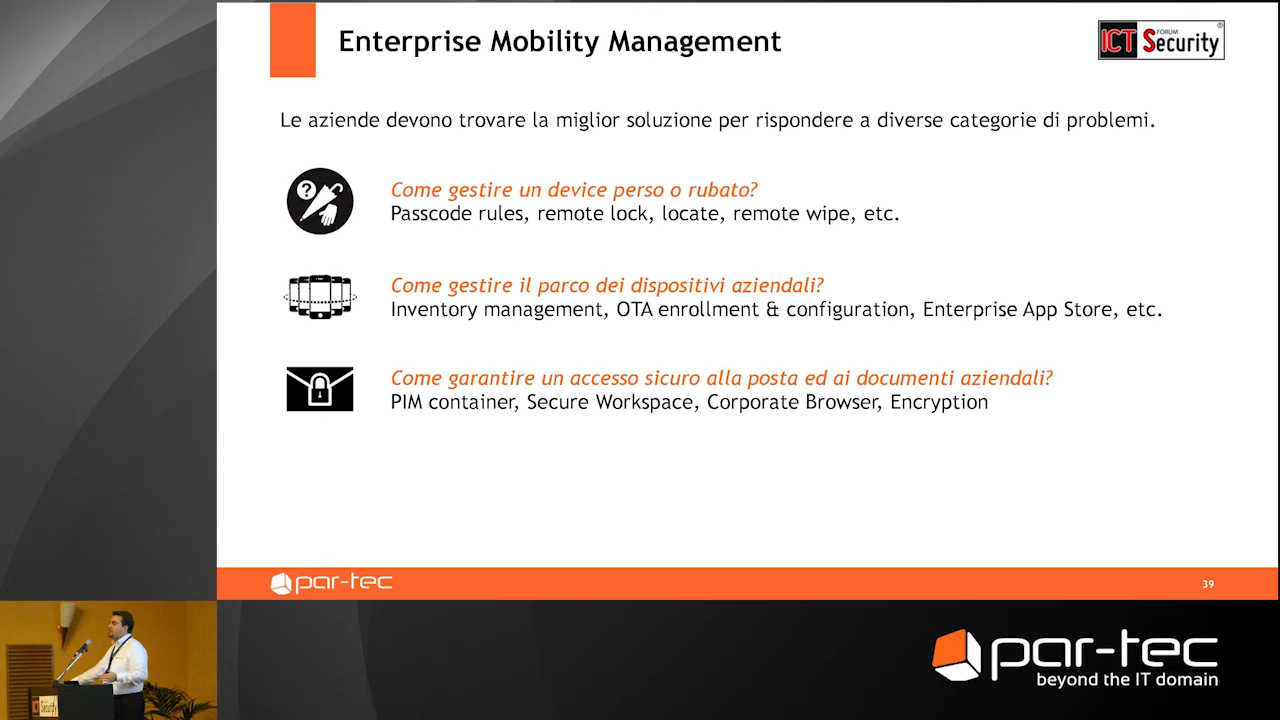 Enterprise Mobility Management
ICT FORUM Security ®
Le aziende devono trovare la miglior soluzione per rispondere a diverse categorie di problemi.
?
Come gestire un device perso o rubato?
Passcode rules, remote lock, locate, remote wipe, etc.
Come gestire il parco dei dispositivi aziendali?
Inventory management, OTA enrollment & configuration, Enterprise App Store, etc.
Come garantire un accesso sicuro alla posta ed ai documenti aziendali?
PIM container, Secure Workspace, Corporate Browser, Encryption
par-tec
39
par-tec
beyond the IT domain
ICT Security